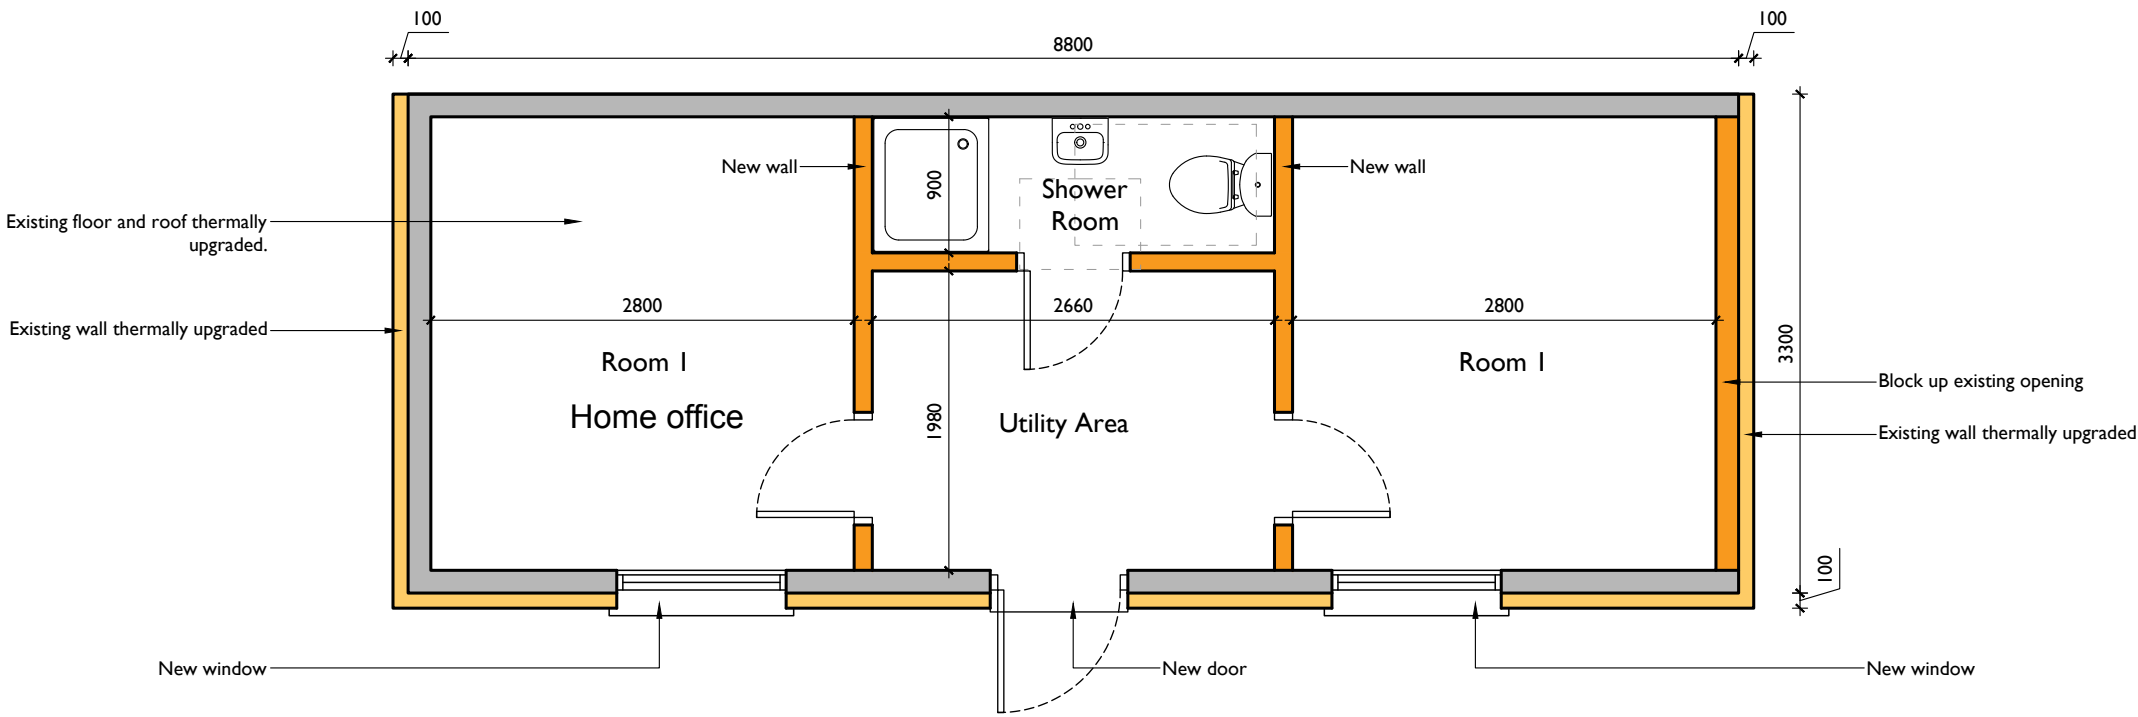 100
8800
100
New wall
900
Shower
Room
New wall
Existing floor and roof thermally
upgraded.
2800
2660
2800
Existing wall thermally upgraded
Room 1
Room 1
3300
Block up existing opening
Home office
1980
Utility Area
Existing wall thermally upgraded
100
New window
New door
New window